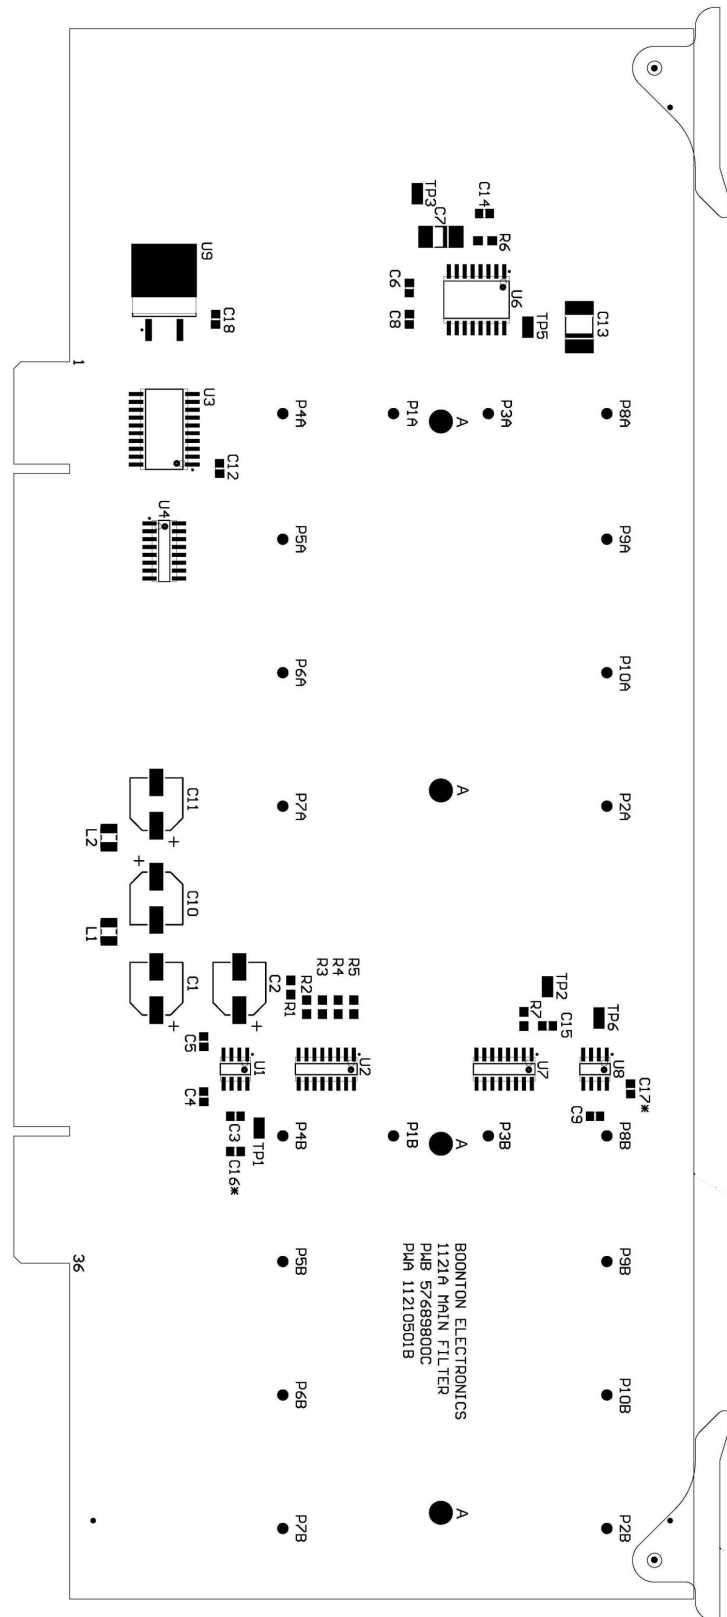 TP3
C14
C7
R6
U9
C6
U6
C18
C8
TP5
C13
1
U3
P4A
P1A
A
P3A
P8A
C12
U4
P5A
P9A
P6A
P10A
C11
P7A
A
P2A
L2
+
+
C10
L1
C1
C2
R1
R2
R3
R4
R5
TP2
TP6
+
+
R7
C15
C5
U1
U2
U7
U8
C4
C17*
C3
TP1
C9
P4B
P1B
A
P3B
P8B
C16*
36
P5B
P9B
BOONTON ELECTRONICS
1121A MAIN FILTER
PWB 57689800C
PWA 11210501B
P6B
P10B
P7B
A
P2B